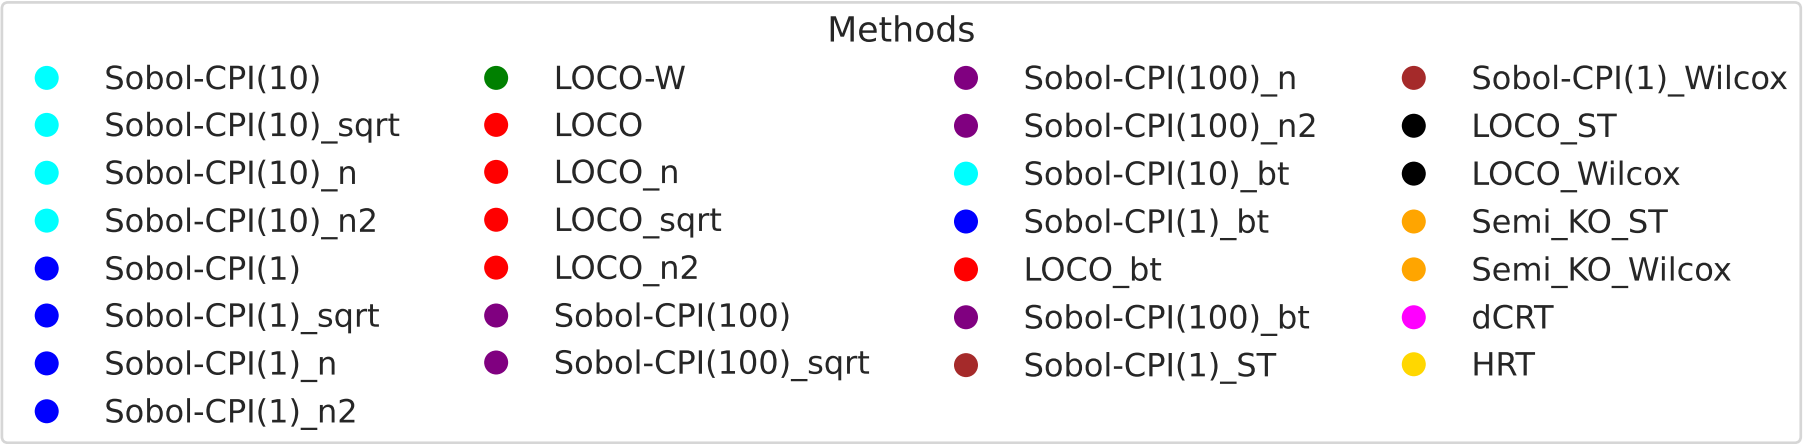 Methods
Sobol-CPI(10)
Sobol-CPI(10)_sqrt
Sobol-CPI(10)_n
Sobol-CPI(10)_n2
Sobol-CPI(1)
Sobol-CPI(1)_sqrt
Sobol-CPI(1)_n
Sobol-CPI(1)_n2
LOCO-W
LOCO
LOCO_n
LOCO_sqrt
LOCO_n2
Sobol-CPI(100)
Sobol-CPI(100)_sqrt
Sobol-CPI(100)_n
Sobol-CPI(100)_n2
Sobol-CPI(10)_bt
Sobol-CPI(1)_bt
LOCO_bt
Sobol-CPI(100)_bt
Sobol-CPI(1)_ST
Sobol-CPI(1)_Wilcox
LOCO_ST
LOCO_Wilcox
Semi_KO_ST
Semi_KO_Wilcox
dCRT
HRT